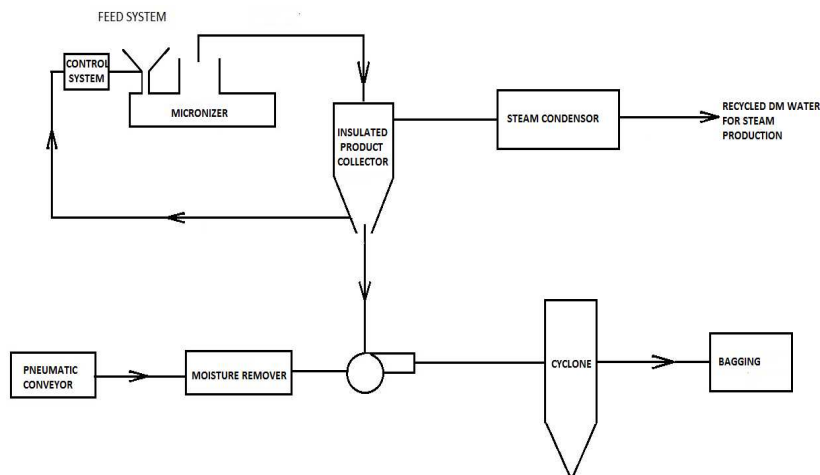 FEED SYSTEM
CONTROL
SYSTEM
MICRONIZER
INSULATED
PRODUCT
COLLECTOR
STEAM CONDENSOR
RECYCLED DM WATER
FOR STEAM
PRODUCTION
PNEUMATIC
CONVEYOR
MOISTURE REMOVER
CYCLONE
BAGGING